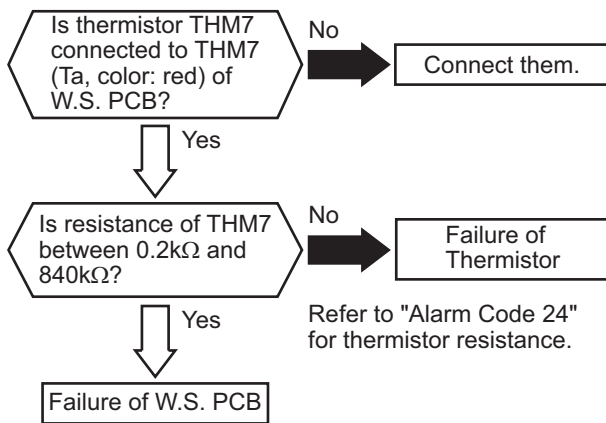 Is thermistor THM7
connected to THM7
(Ta, color: red) of
W.S. PCB?
No
Connect them.
Yes
Is resistance of THM7
between 0.2kΩ and
840kΩ?
No
Failure of
Thermistor
Refer to "Alarm Code 24"
for thermistor resistance.
Yes
Failure of W.S. PCB